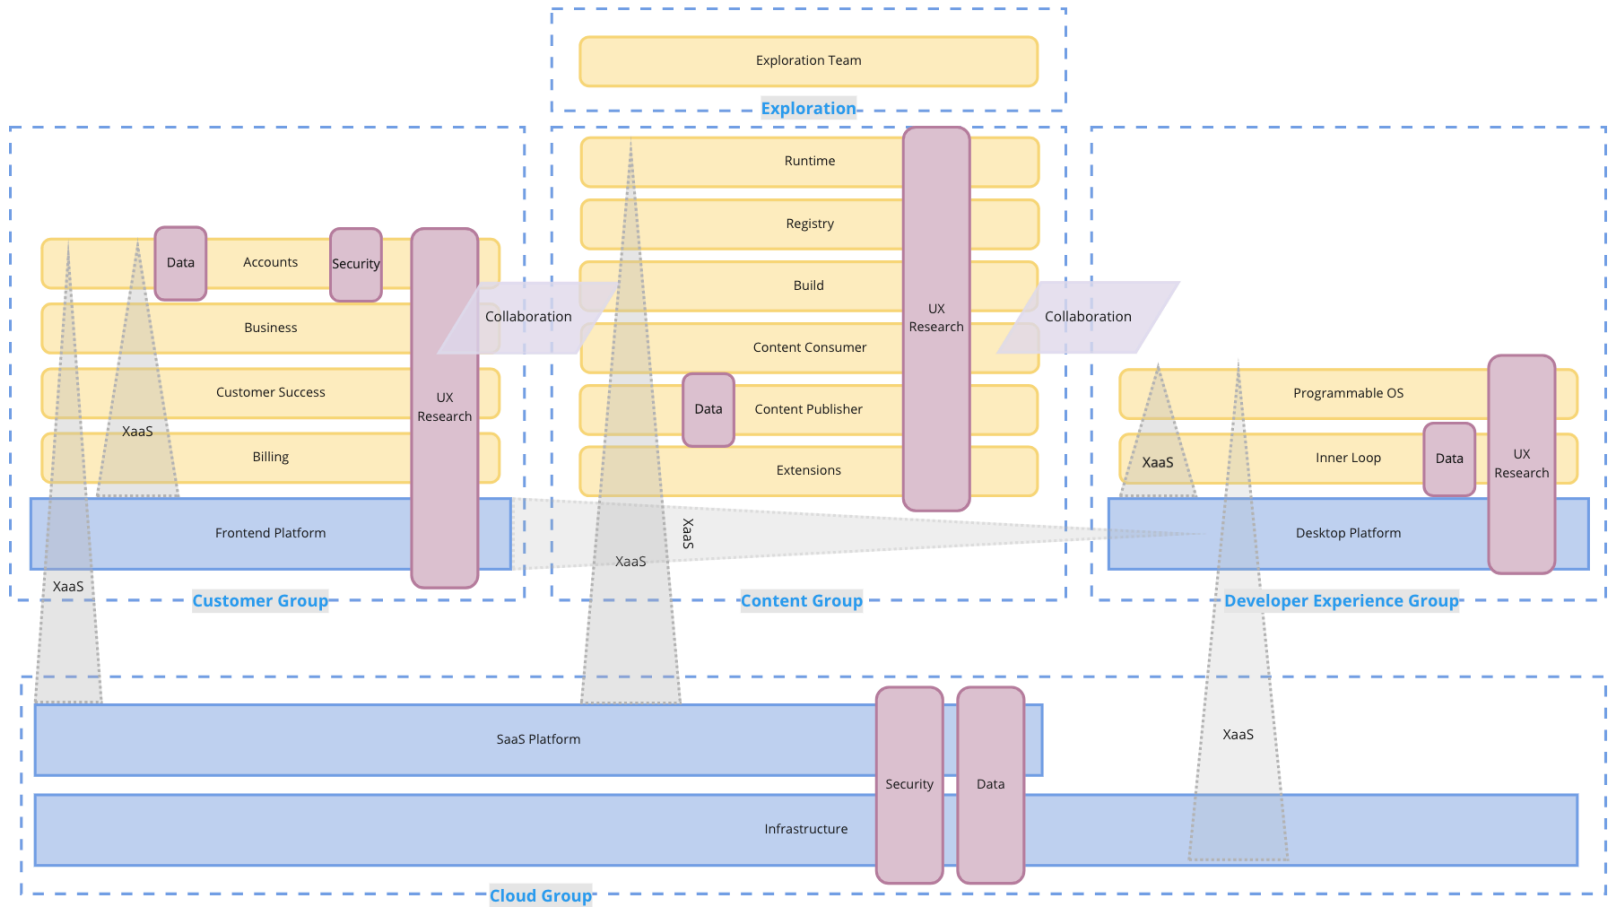 Exploration Team
Exploration
Data
Accounts
Security
Business
Customer Success
Billing
UX
Research
XaaS
Frontend Platform
XaaS
Customer Group
Collaboration
Runtime
Registry
Build
Content Consumer
Data
Content Publisher
Extensions
UX
Research
XaaS
XaaS
Content Group
Collaboration
Programmable OS
Inner Loop
Data
UX
Research
XaaS
Desktop Platform
Developer Experience Group
XaaS
SaaS Platform
Security
Data
Infrastructure
Cloud Group